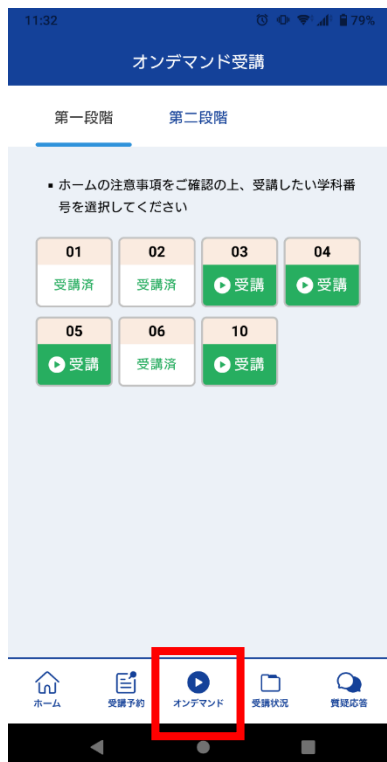 11:32 79%
オンデマンド受講
第一段階 第二段階
▪ ホームの注意事項をご確認の上、受講したい学科番
号を選択してください
01 02 03 04
受講済 受講済 受講 受講
05 06 10
受講 受講済 受講
ホーム 受講予約 オンデマンド 受講状況 質疑応答